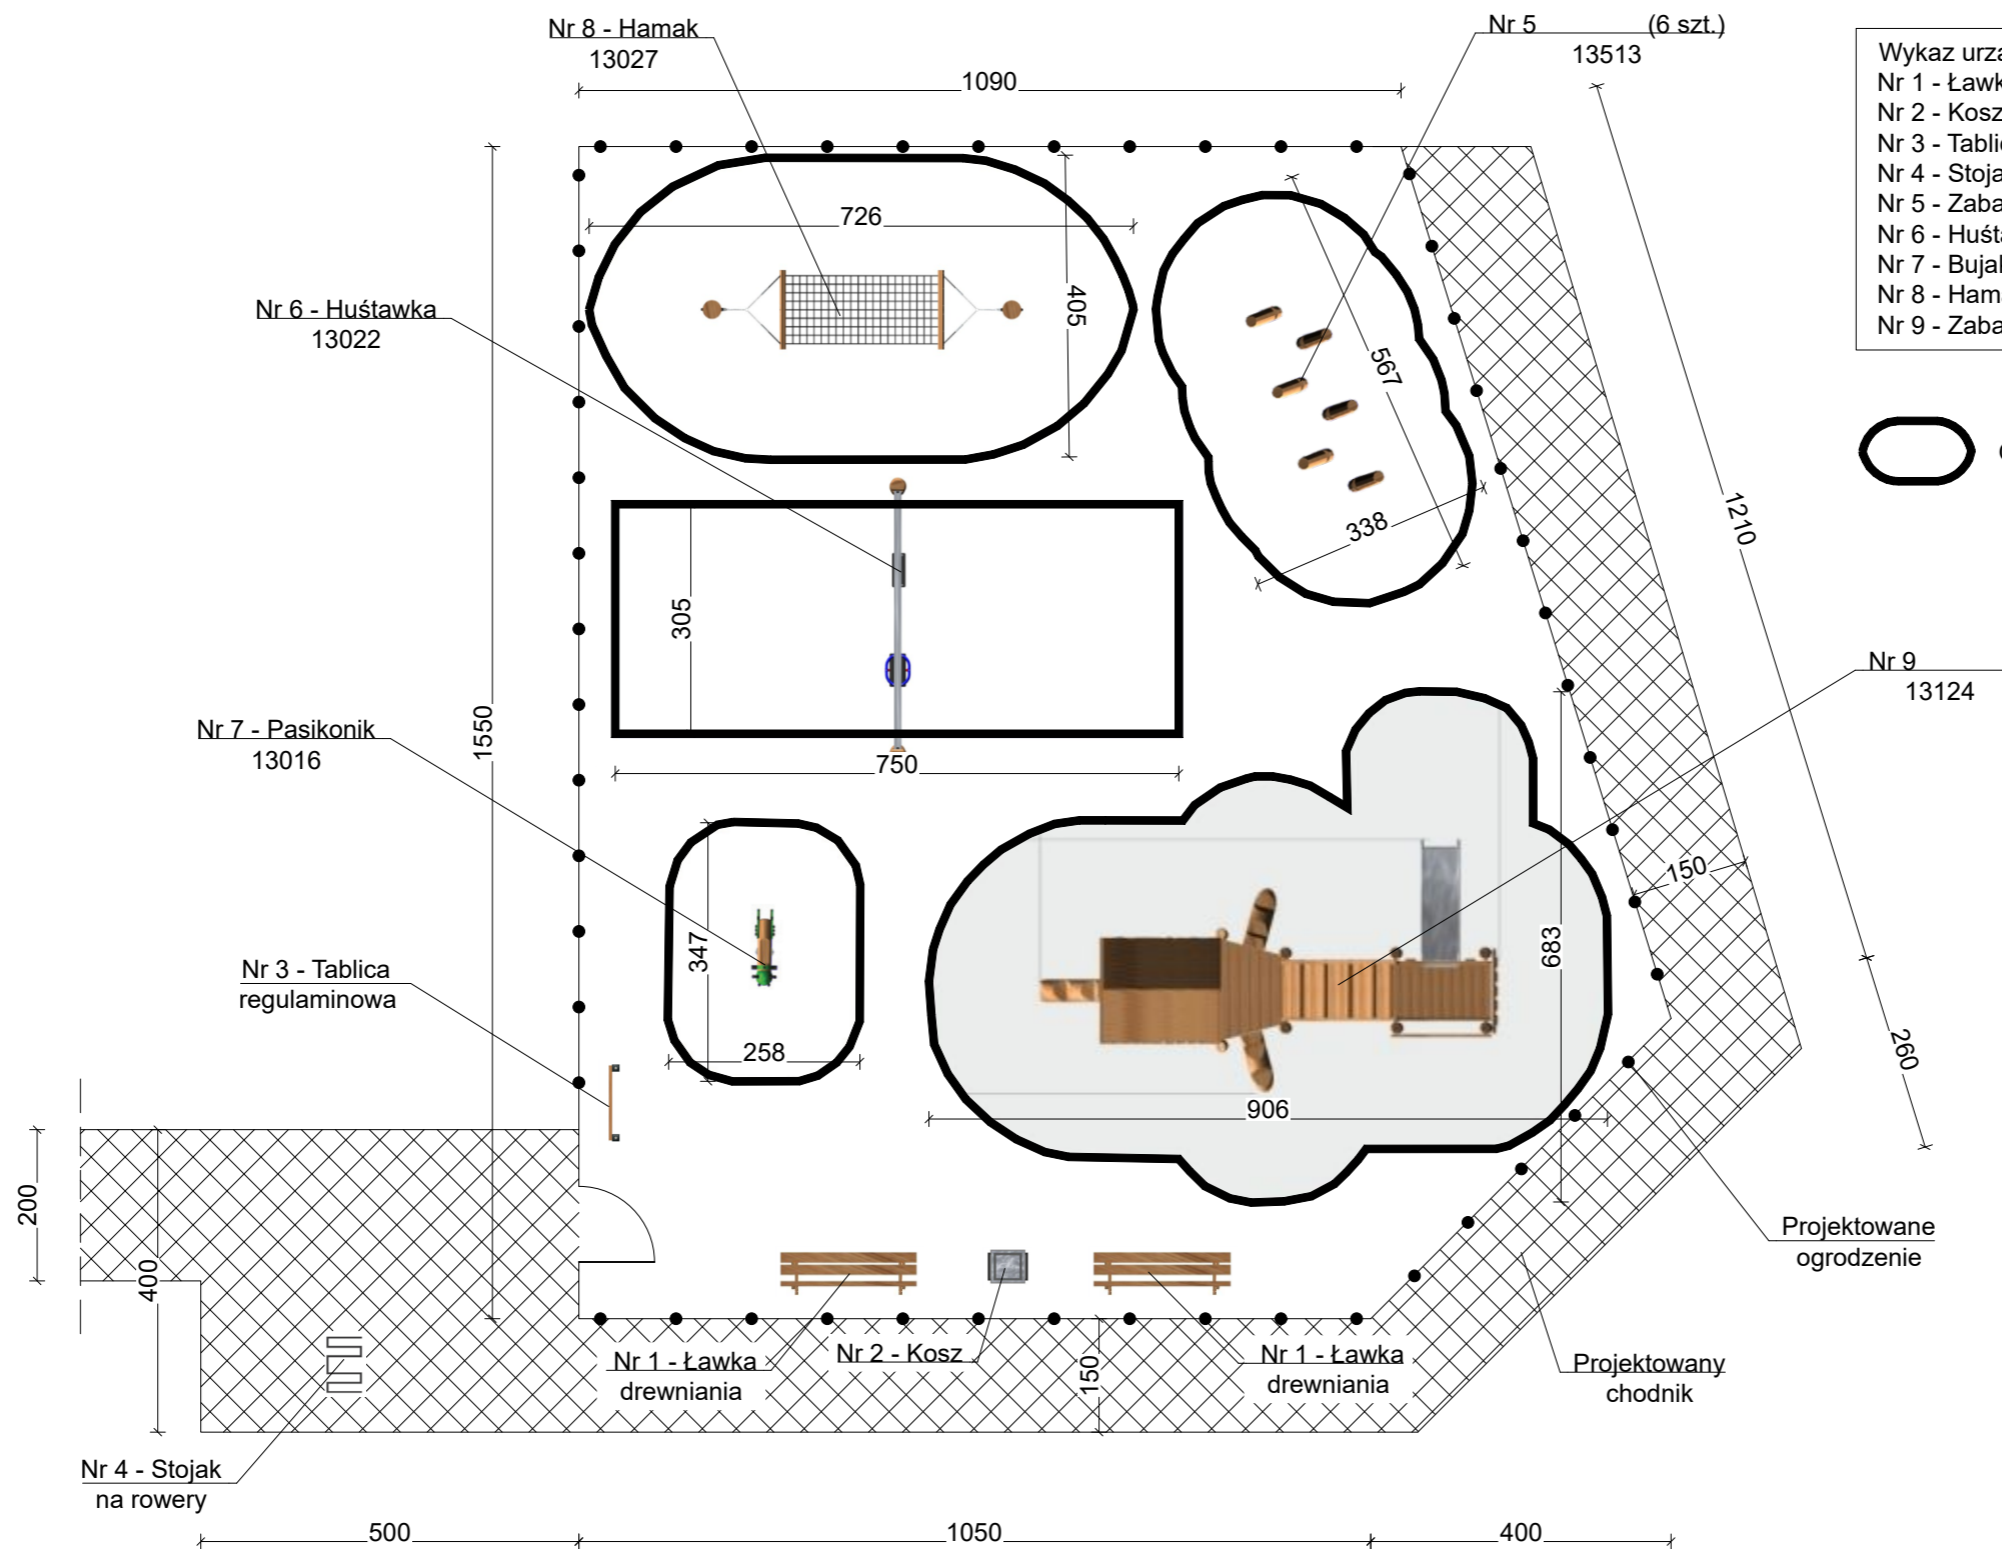 Nr 8 - Hamak
13027
Nr 5 (6 szt.)
13513
1090
Wykaz urzą
Nr 1 - Ławk
Nr 2 - Kosz
Nr 3 - Tablic
Nr 4 - Stoja
Nr 5 - Zaba
Nr 6 - Huśta
Nr 7 - Bujak
Nr 8 - Hama
Nr 9 - Zaba
726
405
Nr 6 - Huśtawka
13022
567
338
1210
305
Nr 9
13124
Nr 7 - Pasikonik
13016
1550
750
150
347
683
Nr 3 - Tablica
regulaminowa
258
260
906
200
400
Projektowane
ogrodzenie
Nr 1 - Ławka
drewniania
Nr 2 - Kosz
150
Nr 1 - Ławka
drewniania
Projektowany
chodnik
Nr 4 - Stojak
na rowery
500
1050
400